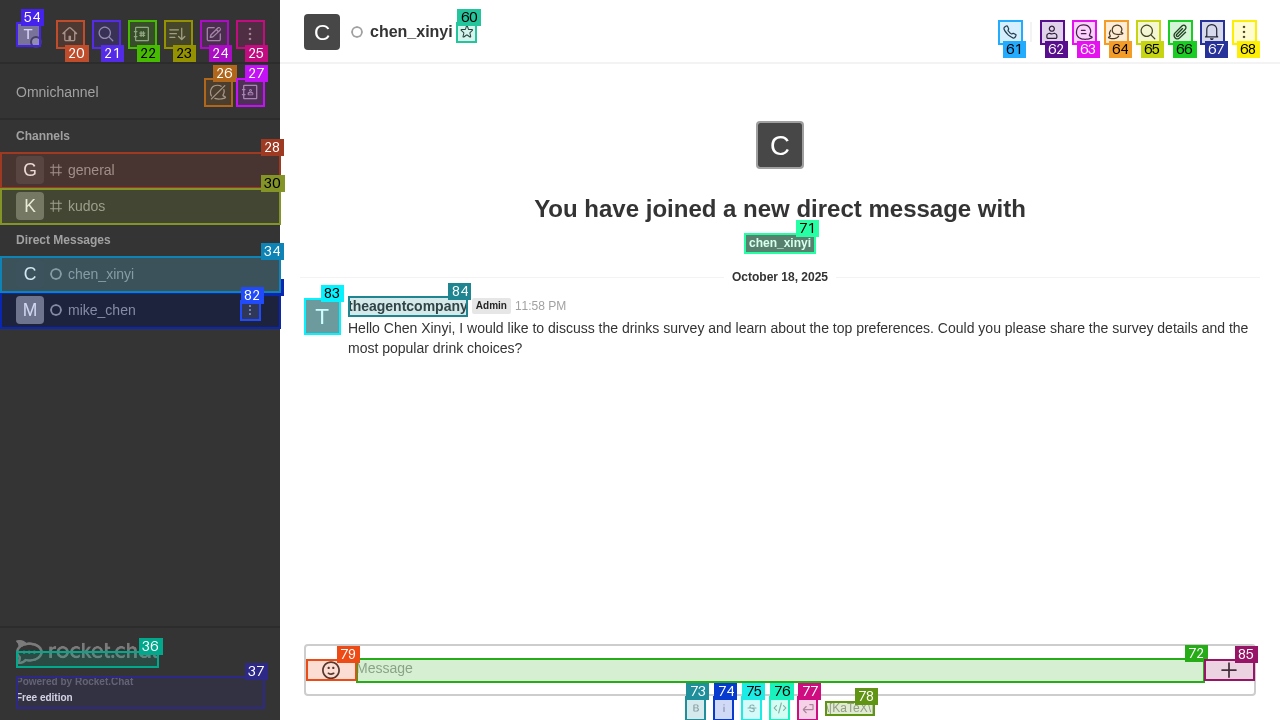 54
T
20
21
22
23
24
25
Omnichannel
26
27
Channels
28
G general
30
K kudos
Direct Messages
34
C chen_xinyi
82
M mike_chen
rocket.cha
36
37
Powered by Rocket.Chat
Free edition
C chen_xinyi
60
61
62
63
64
65
66
67
68
C
You have joined a new direct message with
71
chen_xinyi
October 18, 2025
83
84
T
theagentcompany Admin 11:58 PM
Hello Chen Xinyi, I would like to discuss the drinks survey and learn about the top preferences. Could you please share the survey details and the
most popular drink choices?
79
72
85
Message
73
74
75
76
77
78
B i S </> \[KaTeX\]